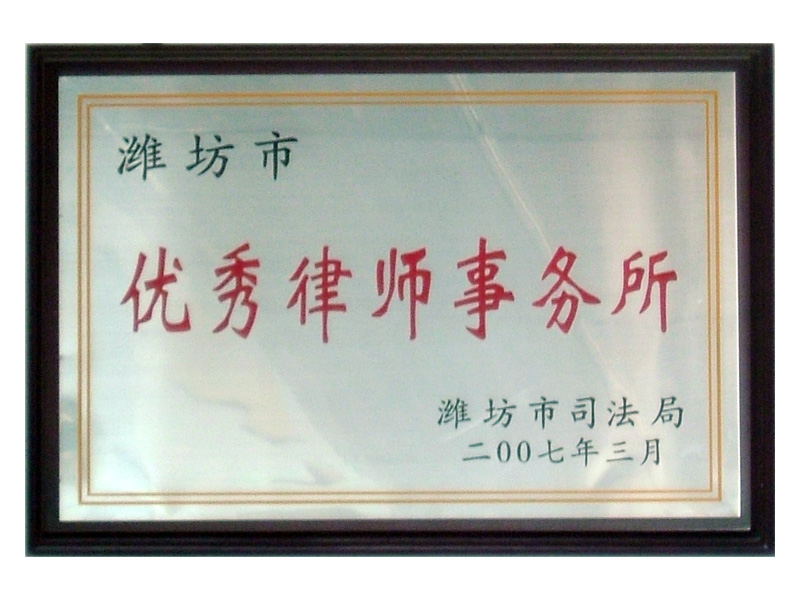 潍坊市
优秀律师事务所
潍坊市司法局
二00七年三月